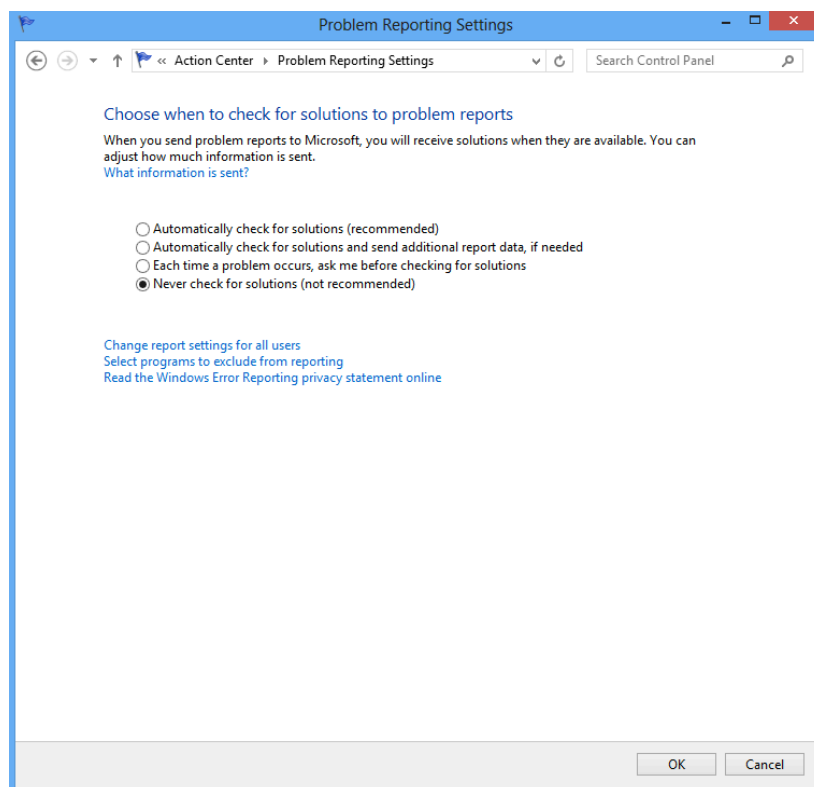 Problem Reporting Settings
« Action Center ▸ Problem Reporting Settings
Search Control Panel
Choose when to check for solutions to problem reports
When you send problem reports to Microsoft, you will receive solutions when they are available. You can
adjust how much information is sent.
What information is sent?
Automatically check for solutions (recommended)
Automatically check for solutions and send additional report data, if needed
Each time a problem occurs, ask me before checking for solutions
Never check for solutions (not recommended)
Change report settings for all users
Select programs to exclude from reporting
Read the Windows Error Reporting privacy statement online
OK
Cancel